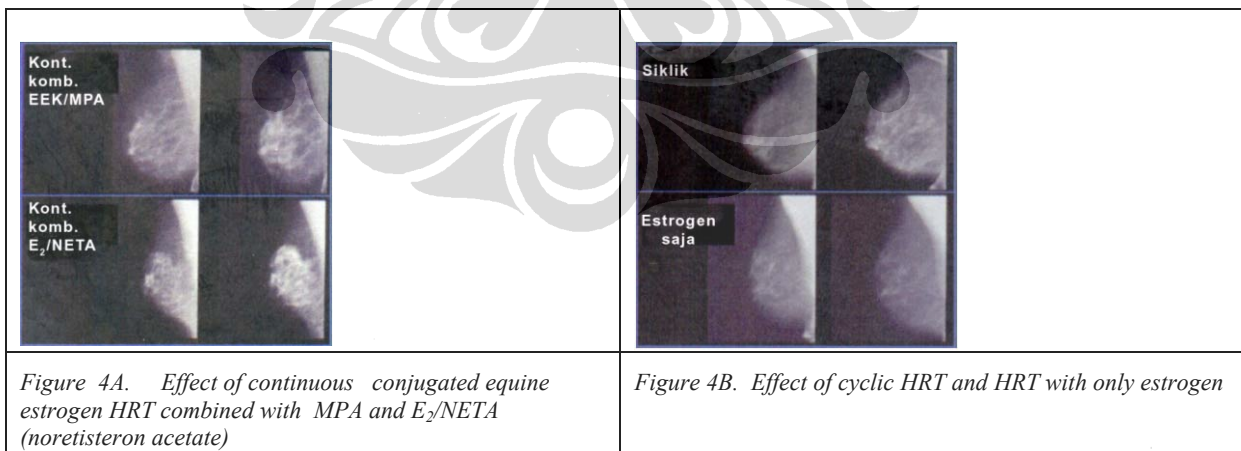 Kont.
komb.
EEK/MPA
Kont.
komb.
E₂/NETA
Siklik
Estrogen
saja
Figure 4A. Effect of continuous conjugated equine
estrogen HRT combined with MPA and E₂/NETA
(noretisteron acetate)
Figure 4B. Effect of cyclic HRT and HRT with only estrogen